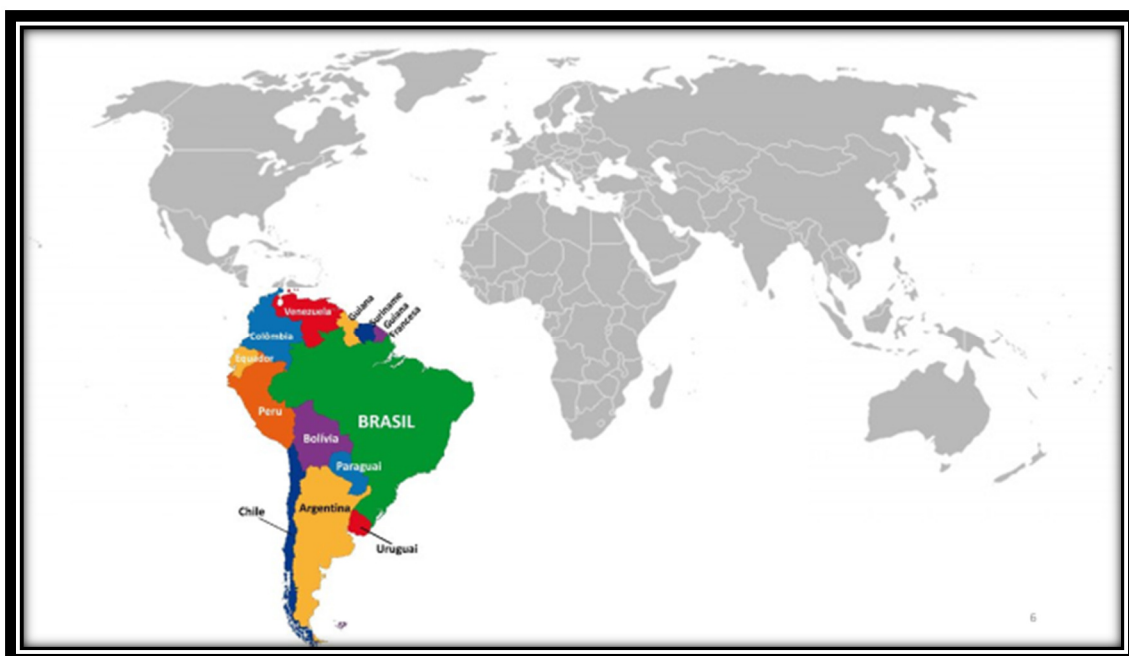 Venezuela
Guiana
Suriname
Guiana
Francesa
Colômbia
Equador
Peru
BRASIL
Bolívia
Paraguai
Chile
Argentina
Uruguai
6